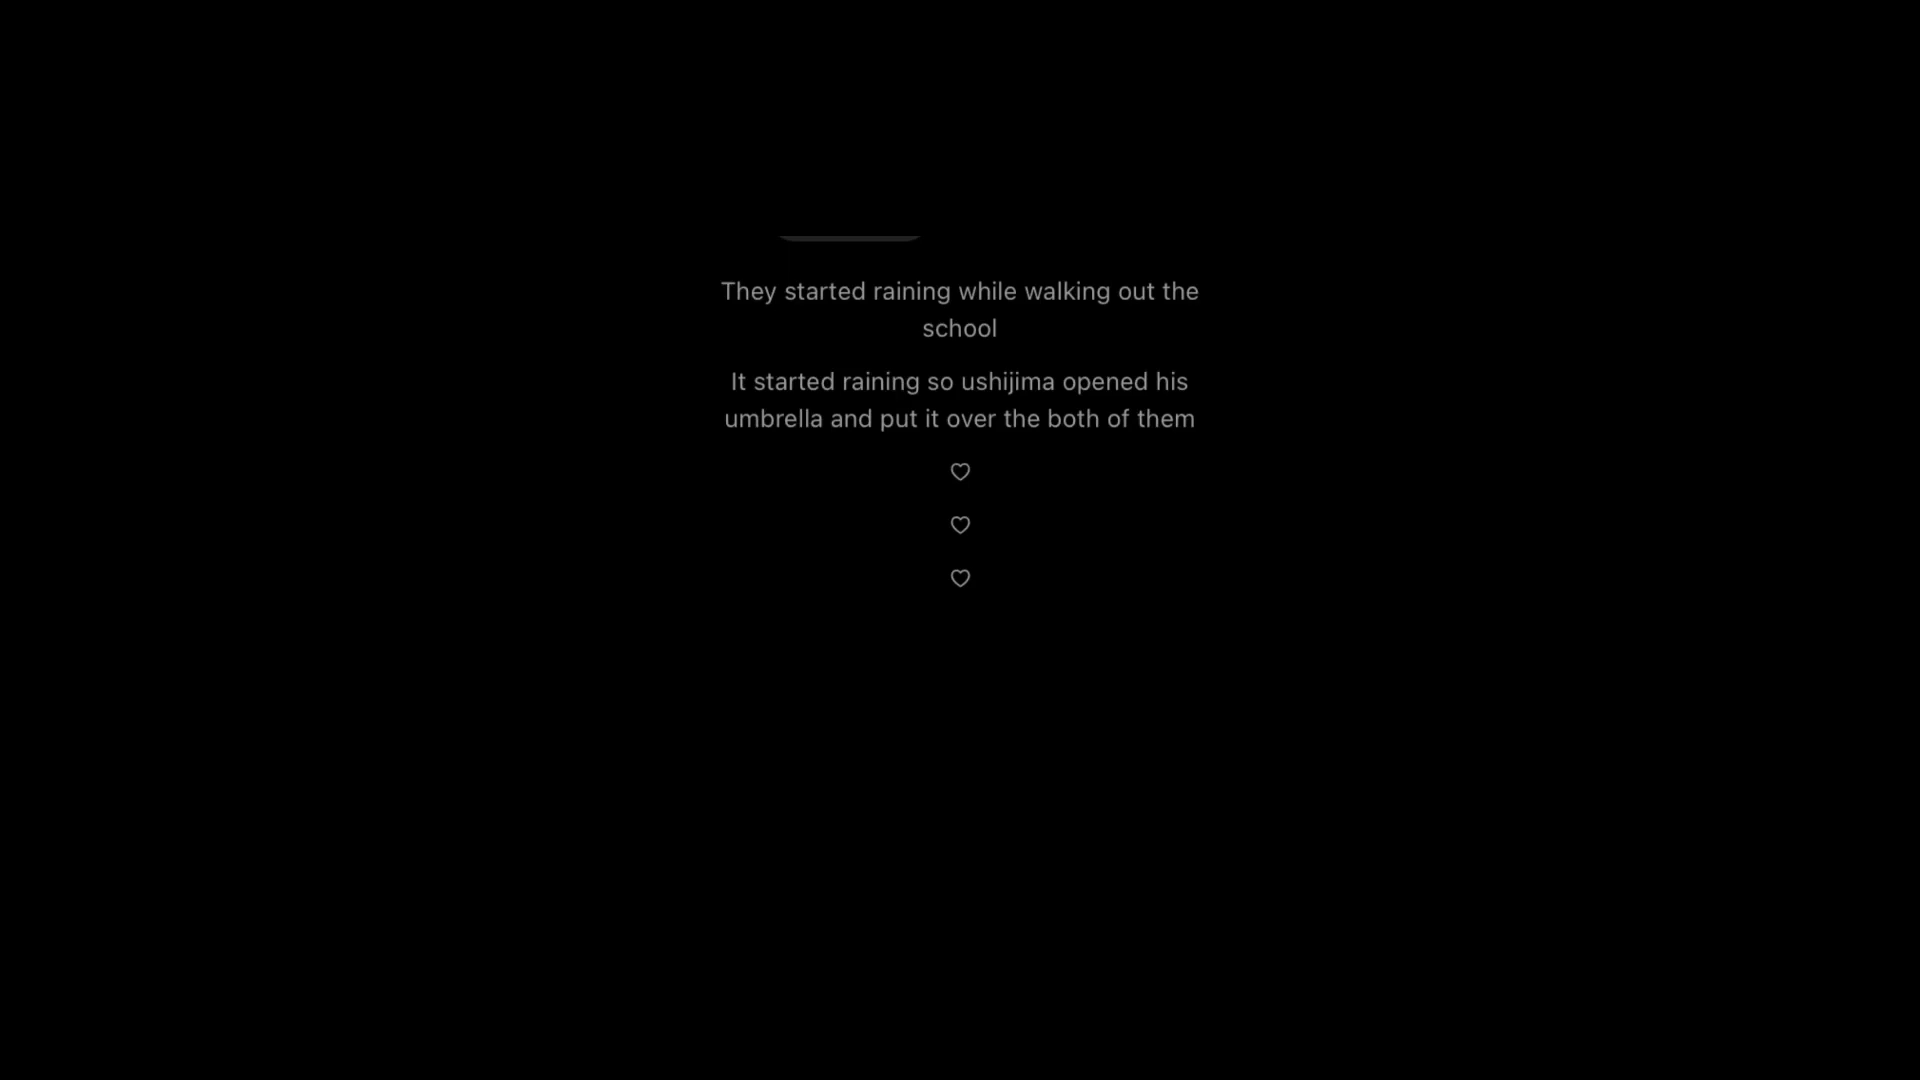 They started raining while walking out the
school
It started raining so ushijima opened his
umbrella and put it over the both of them
♡
♡
♡